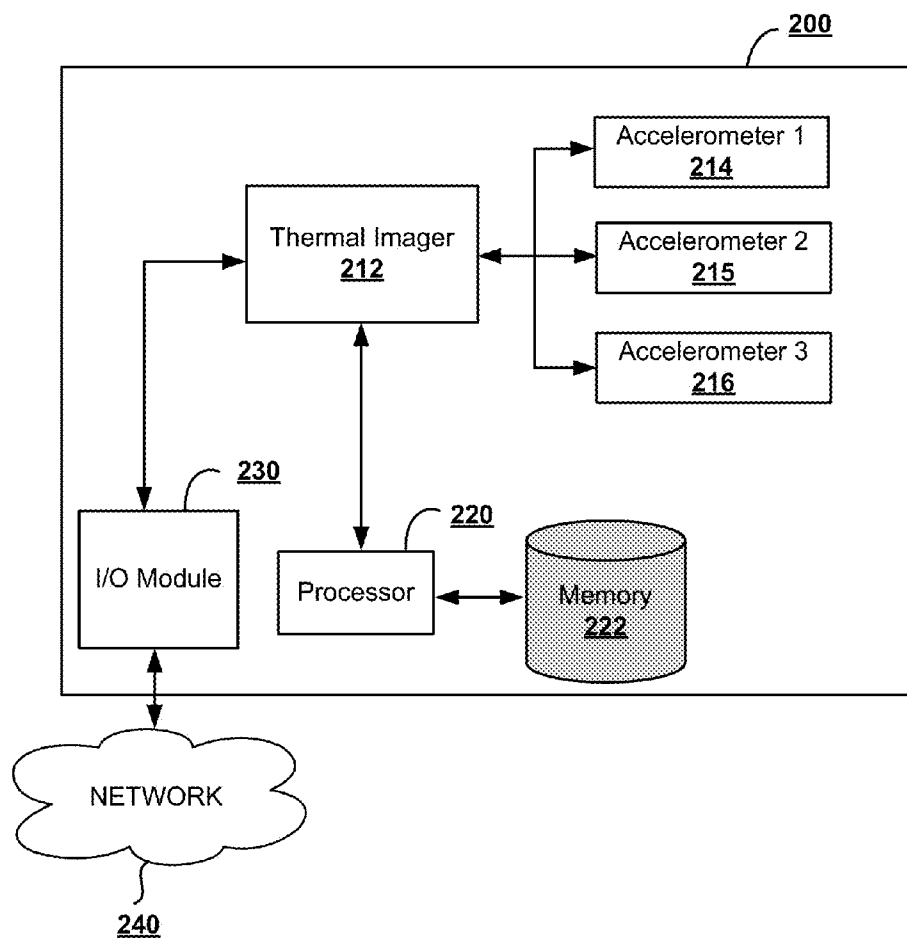 200
Accelerometer 1
214
Thermal Imager
212
Accelerometer 2
215
Accelerometer 3
216
230
I/O Module
220
Processor
Memory
222
NETWORK
240